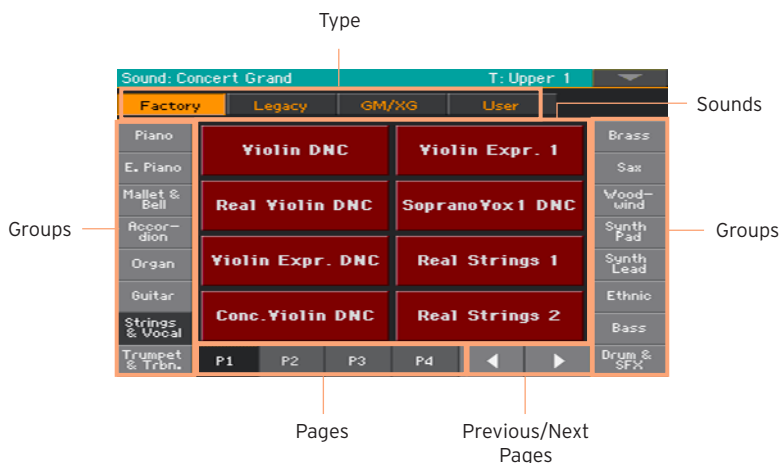 Type
Sound: Concert Grand
T: Upper 1
Factory
Legacy
GM/XG
User
Sounds
Groups
Piano
E. Piano
Mallet &
Bell
Accor-
dion
Organ
Guitar
Strings
& Vocal
Trumpet
& Trbn.
Violin DNC
Violin Expr. 1
Real Violin DNC
SopranoVox1 DNC
Violin Expr. DNC
Real Strings 1
Conc.Violin DNC
Real Strings 2
Brass
Sax
Wood-
wind
Synth
Pad
Synth
Lead
Ethnic
Bass
Drum &
SFX
Groups
P1
P2
P3
P4
Pages
Previous/Next
Pages